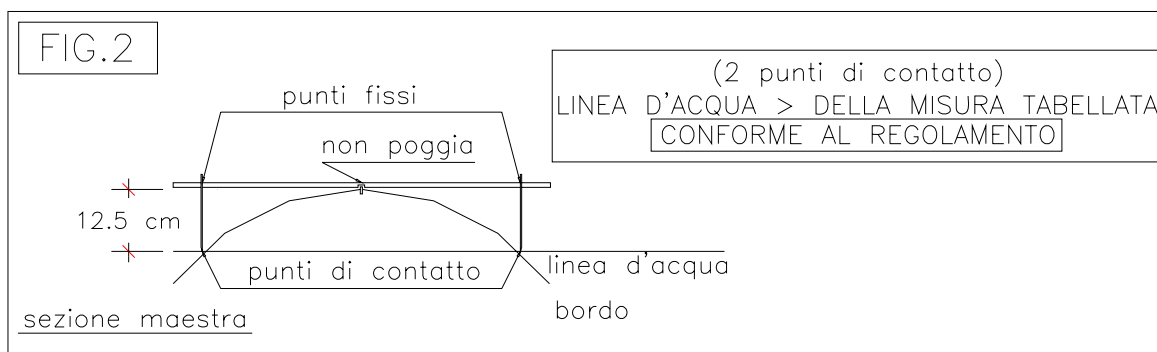 FIG.2
(2 punti di contatto)
LINEA D'ACQUA > DELLA MISURA TABELLATA
CONFORME AL REGOLAMENTO
punti fissi
non poggia
12.5 cm
punti di contatto
linea d'acqua
bordo
sezione maestra